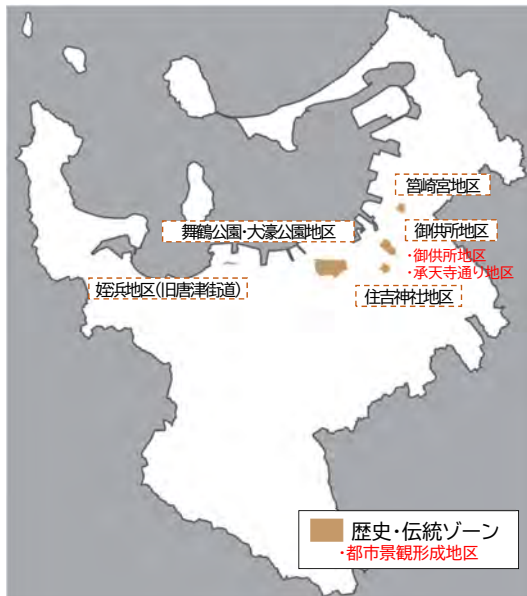 筥崎宮地区
舞鶴公園・大濠公園地区
御供所地区
・御供所地区
・承天寺通り地区
姪浜地区(旧唐津街道)
住吉神社地区
歴史・伝統ゾーン
・都市景観形成地区